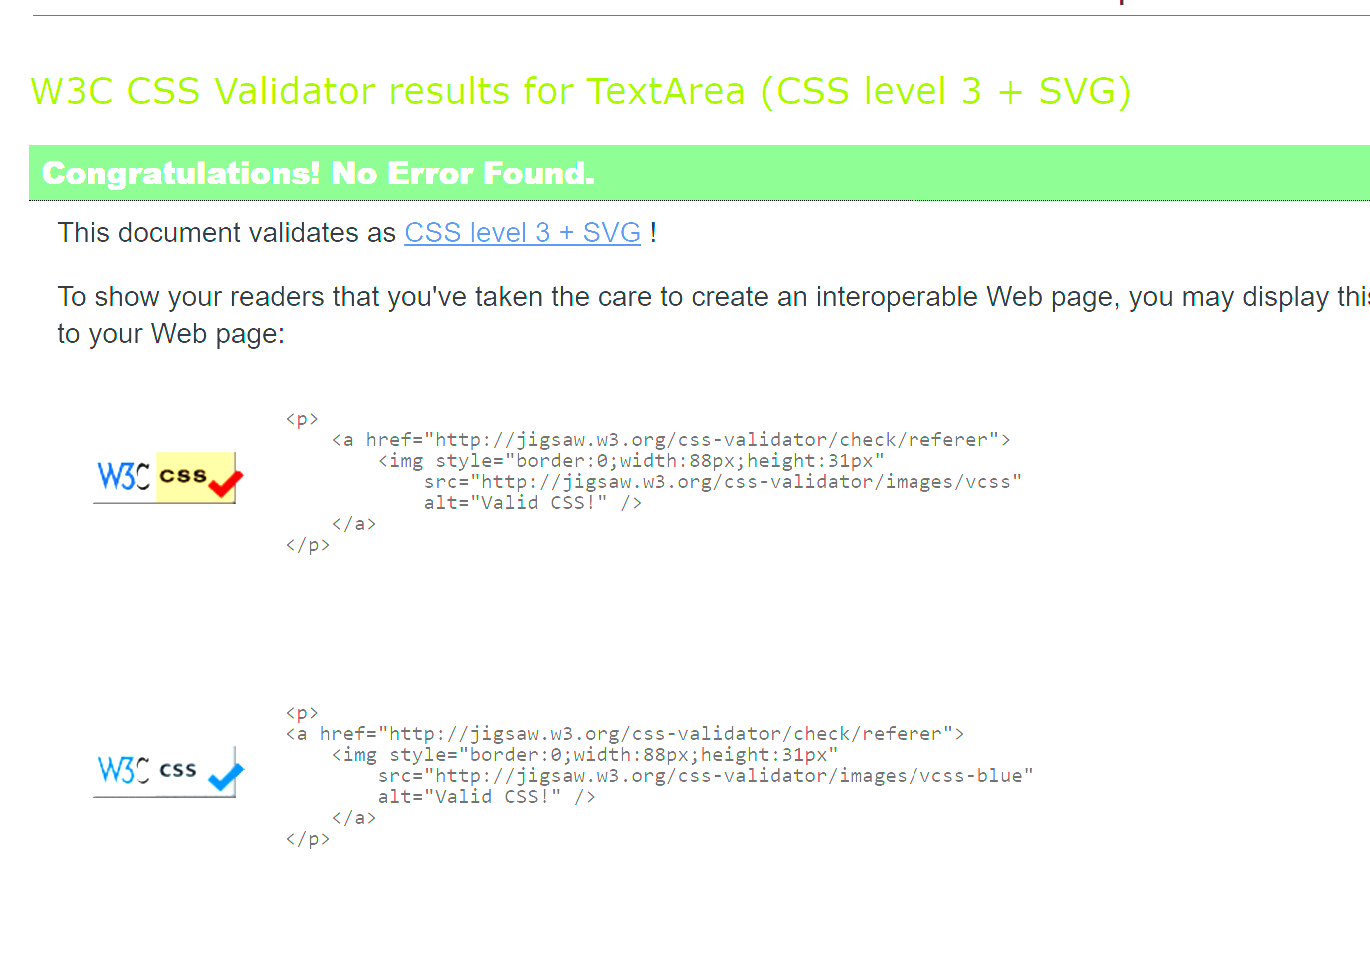 W3C CSS Validator results for TextArea (CSS level 3 + SVG)
Congratulations! No Error Found.
This document validates as CSS level 3 + SVG !
To show your readers that you've taken the care to create an interoperable Web page, you may display this
to your Web page:
<p>
<a href="http://jigsaw.w3.org/css-validator/check/referer">
<img style="border:0;width:88px;height:31px"
src="http://jigsaw.w3.org/css-validator/images/vcss"
alt="Valid CSS!" />
</a>
</p>
W3C css
<p>
<a href="http://jigsaw.w3.org/css-validator/check/referer">
<img style="border:0;width:88px;height:31px"
src="http://jigsaw.w3.org/css-validator/images/vcss-blue"
alt="Valid CSS!" />
</a>
</p>
W3C css